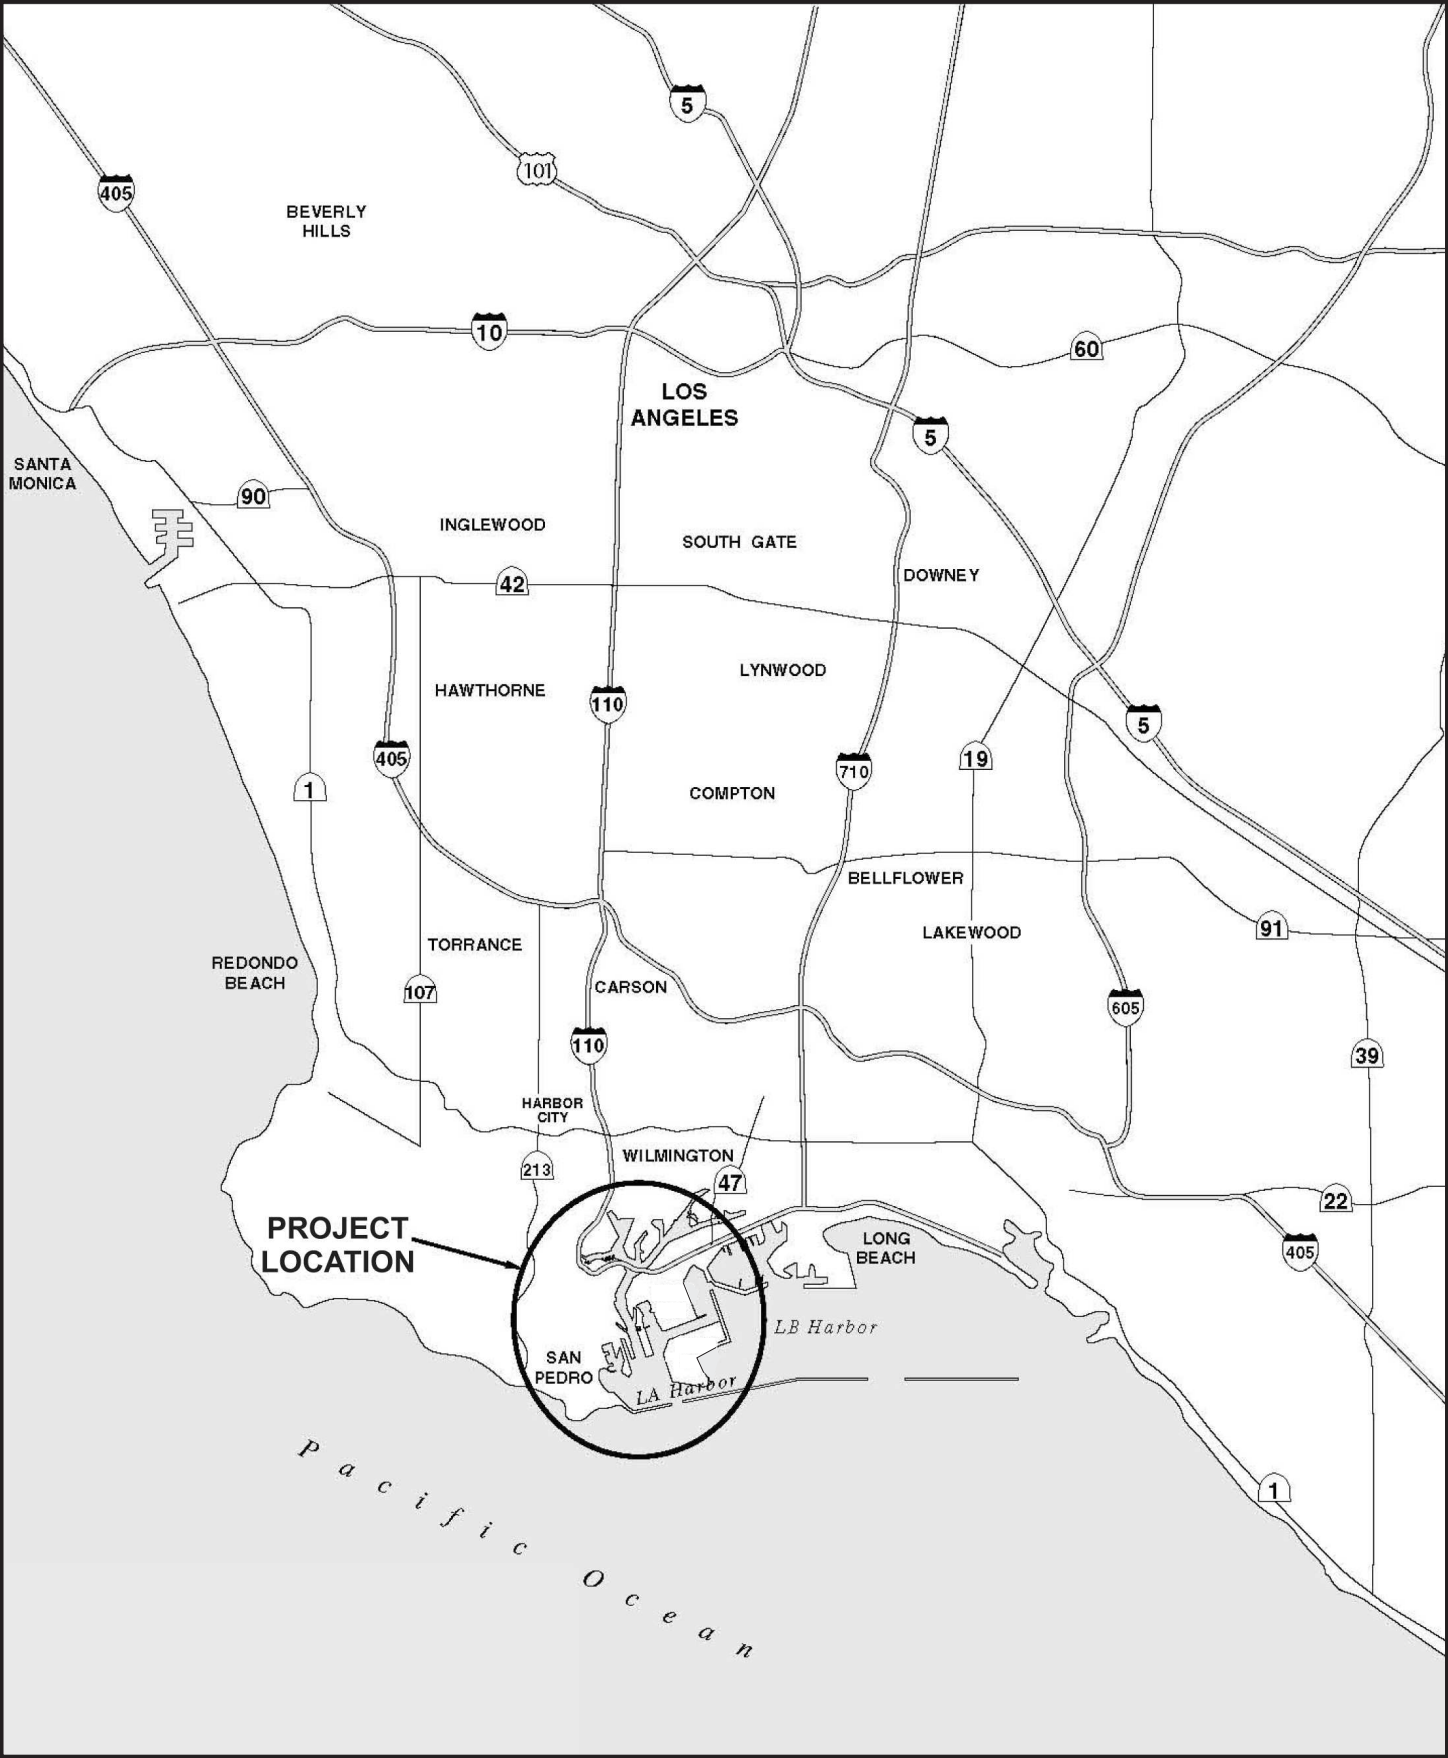 5
101
405
BEVERLY
HILLS
10
60
LOS
ANGELES
5
SANTA
MONICA
90
INGLEWOOD
SOUTH GATE
42
DOWNEY
LYNWOOD
HAWTHORNE
110
5
405
710
19
1
COMPTON
BELLFLOWER
91
LAKEWOOD
TORRANCE
REDONDO
BEACH
107
CARSON
605
110
39
HARBOR
CITY
WILMINGTON
213
47
22
PROJECT
LOCATION
LONG
BEACH
405
LB Harbor
SAN
PEDRO
LA Harbor
Pacific Ocean
1